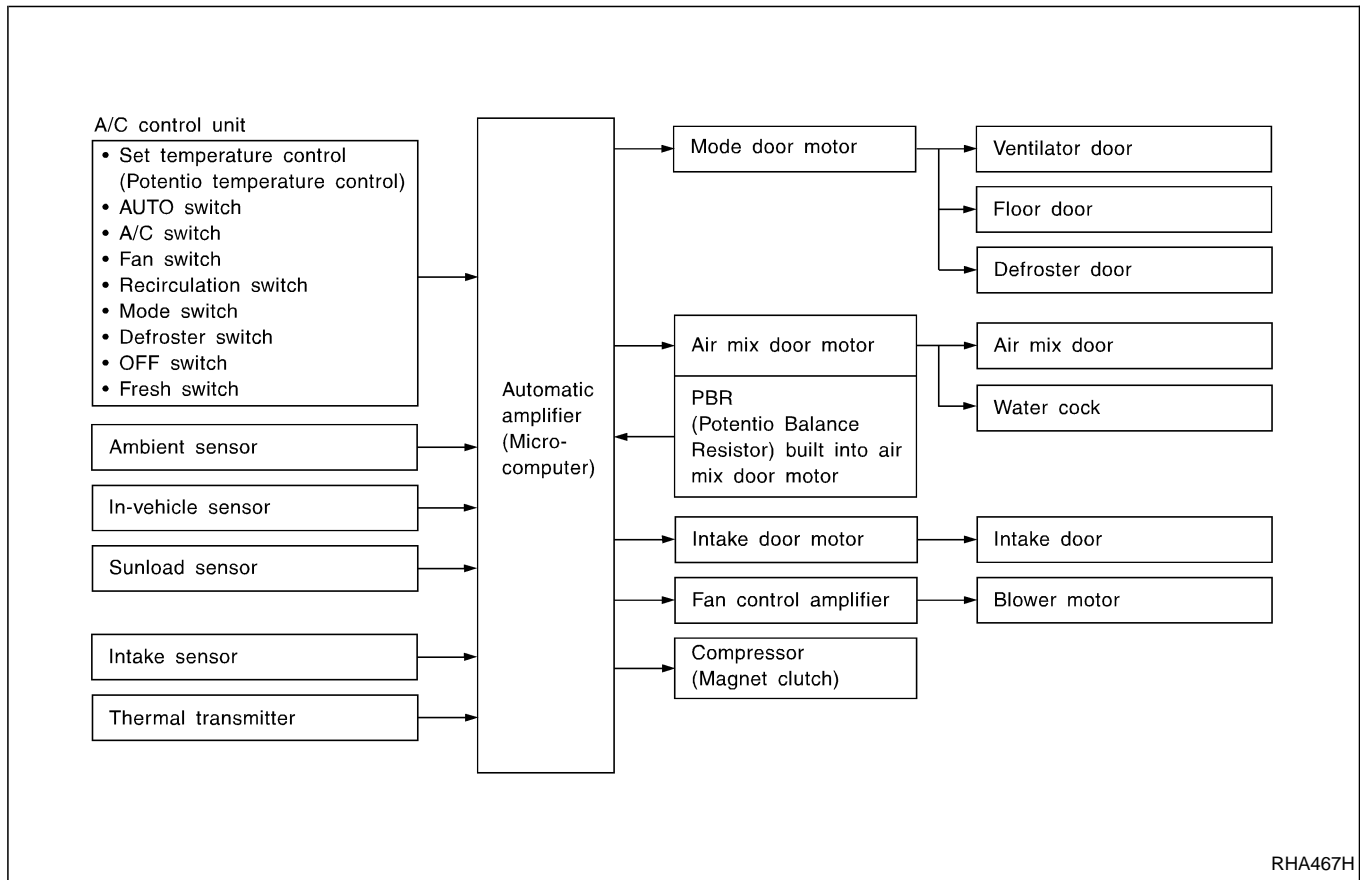 A/C control unit
• Set temperature control
(Potentio temperature control)
• AUTO switch
• A/C switch
• Fan switch
• Recirculation switch
• Mode switch
• Defroster switch
• OFF switch
• Fresh switch
Ambient sensor
In-vehicle sensor
Sunload sensor
Intake sensor
Thermal transmitter
Automatic
amplifier
(Micro-
computer)
Mode door motor
Air mix door motor
PBR
(Potentio Balance
Resistor) built into air
mix door motor
Intake door motor
Fan control amplifier
Compressor
(Magnet clutch)
Ventilator door
Floor door
Defroster door
Air mix door
Water cock
Intake door
Blower motor
RHA467H